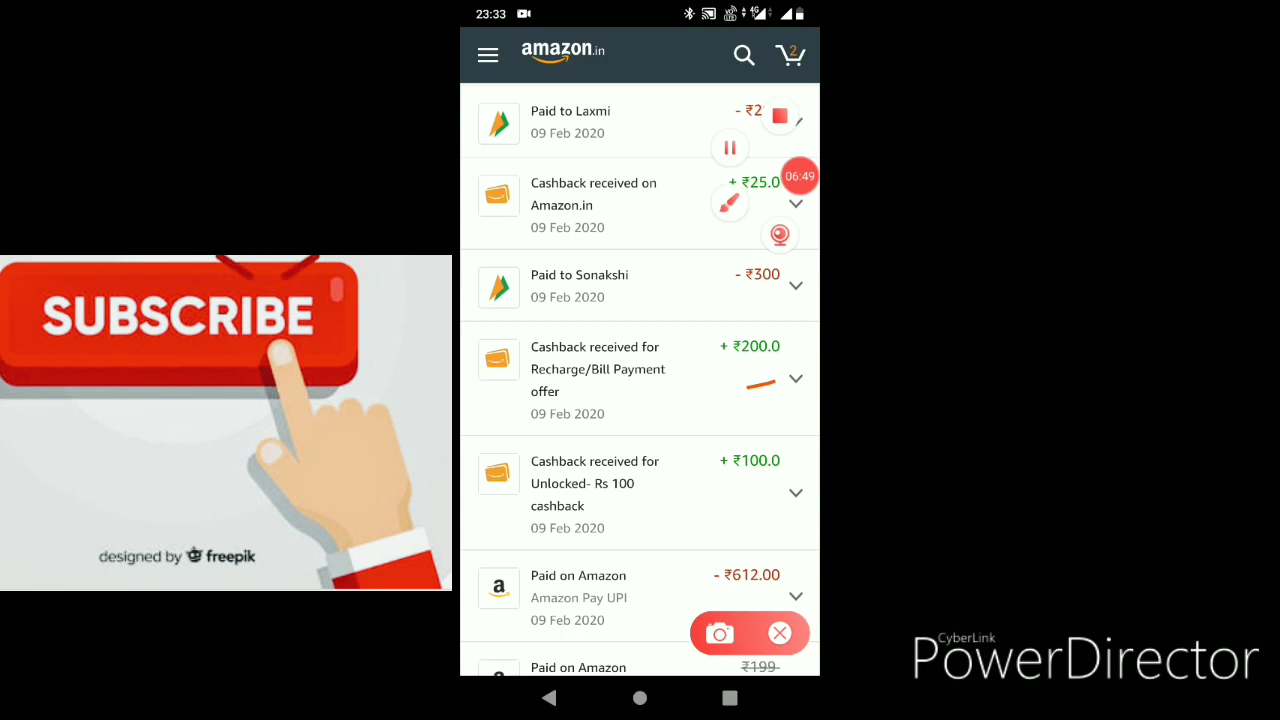 23:33
4G
VO
LTE
amazon.in
2
Paid to Laxmi
- ₹2
09 Feb 2020
06:49
Cashback received on
Amazon.in
+ ₹25.0
09 Feb 2020
Paid to Sonakshi
- ₹300
09 Feb 2020
Cashback received for
Recharge/Bill Payment
offer
+ ₹200.0
09 Feb 2020
Cashback received for
Unlocked- Rs 100
cashback
+ ₹100.0
09 Feb 2020
Paid on Amazon
- ₹612.00
Amazon Pay UPI
09 Feb 2020
Paid on Amazon
₹199
SUBSCRIBE
designed by freepik
CyberLink
PowerDirector